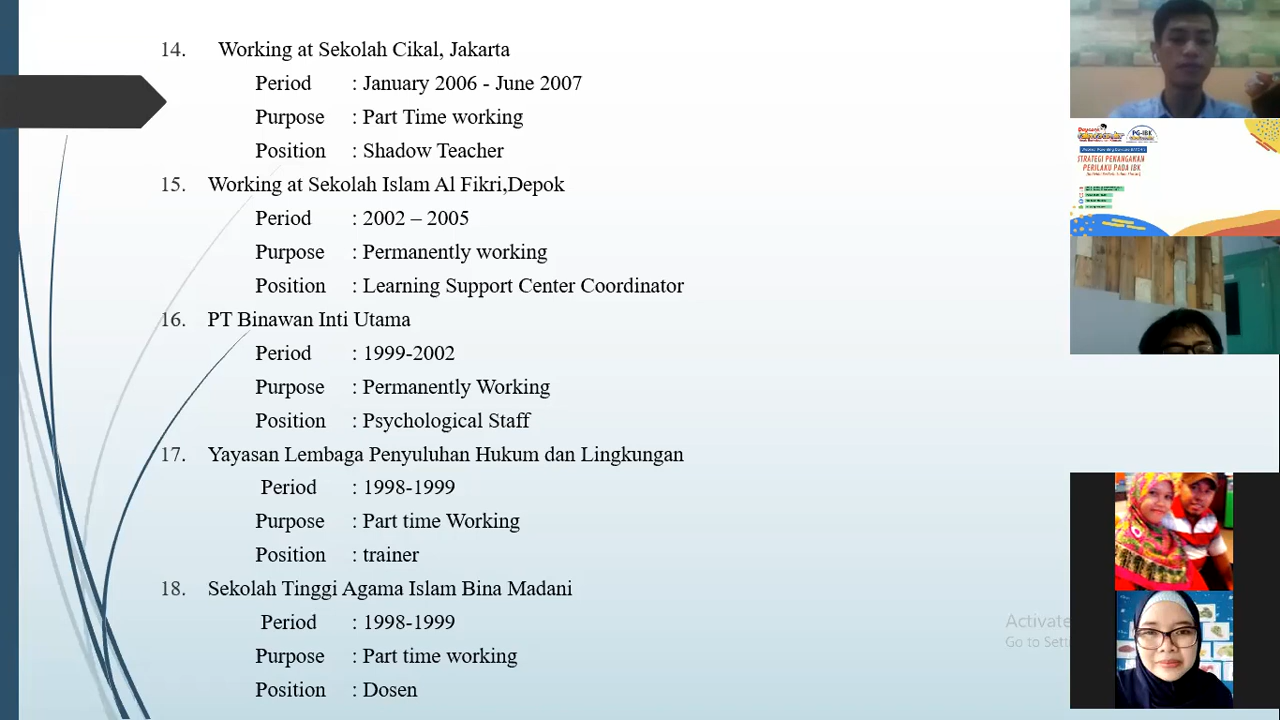 14. Working at Sekolah Cikal, Jakarta
Period : January 2006 - June 2007
Purpose : Part Time working
Position : Shadow Teacher
15. Working at Sekolah Islam Al Fikri,Depok
Period : 2002 – 2005
Purpose : Permanently working
Position : Learning Support Center Coordinator
16. PT Binawan Inti Utama
Period : 1999-2002
Purpose : Permanently Working
Position : Psychological Staff
17. Yayasan Lembaga Penyuluhan Hukum dan Lingkungan
Period : 1998-1999
Purpose : Part time Working
Position : trainer
18. Sekolah Tinggi Agama Islam Bina Madani
Period : 1998-1999
Purpose : Part time working
Position : Dosen
Activate
Go to Sett
PG-IBK
STRATEGI PENANGANAN
PERILAKU PADA IBK